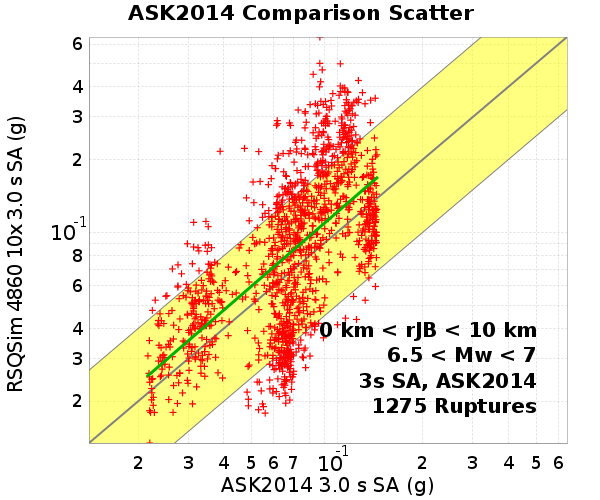 ASK2014 Comparison Scatter
RSQSim 4860 10x 3.0 s SA (g)
6
4
3
2
10⁻¹
8
6
4
3
2
0 km < rJB < 10 km
6.5 < Mw < 7
3s SA, ASK2014
1275 Ruptures
2 3 4 5 6 7 10⁻¹ 2 3 4 5 6
ASK2014 3.0 s SA (g)